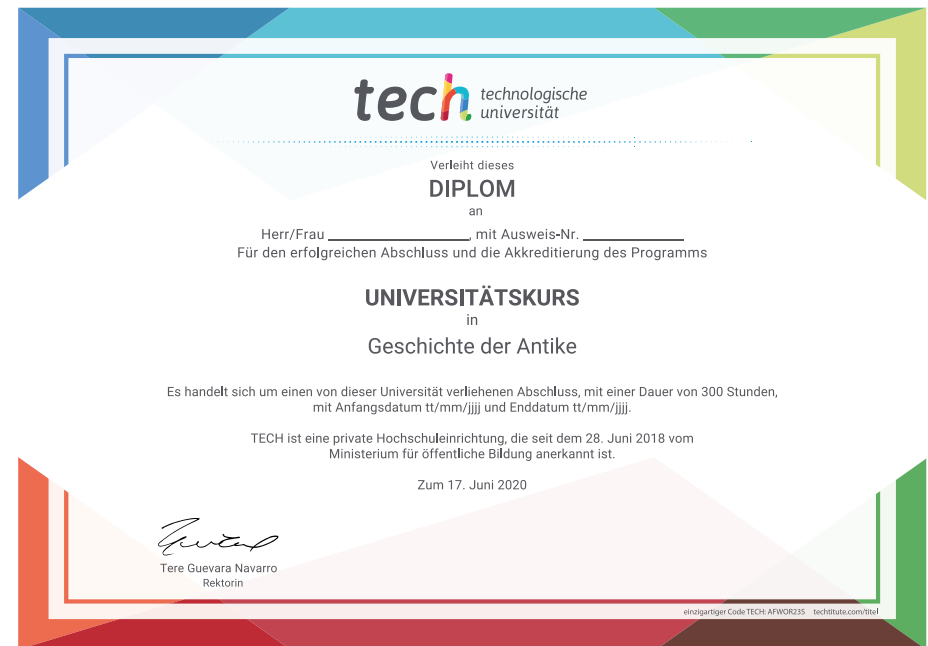 tech technologische
universität
Verleiht dieses
DIPLOM
an
Herr/Frau ____________________, mit Ausweis-Nr. ______________
Für den erfolgreichen Abschluss und die Akkreditierung des Programms
UNIVERSITÄTSKURS
in
Geschichte der Antike
Es handelt sich um einen von dieser Universität verliehenen Abschluss, mit einer Dauer von 300 Stunden,
mit Anfangsdatum tt/mm/jjjj und Enddatum tt/mm/jjjj.
TECH ist eine private Hochschuleinrichtung, die seit dem 28. Juni 2018 vom
Ministerium für öffentliche Bildung anerkannt ist.
Zum 17. Juni 2020
Tere Guevara Navarro
Rektorin
einzigartiger Code TECH: AFWOR235 techtitute.com/titel